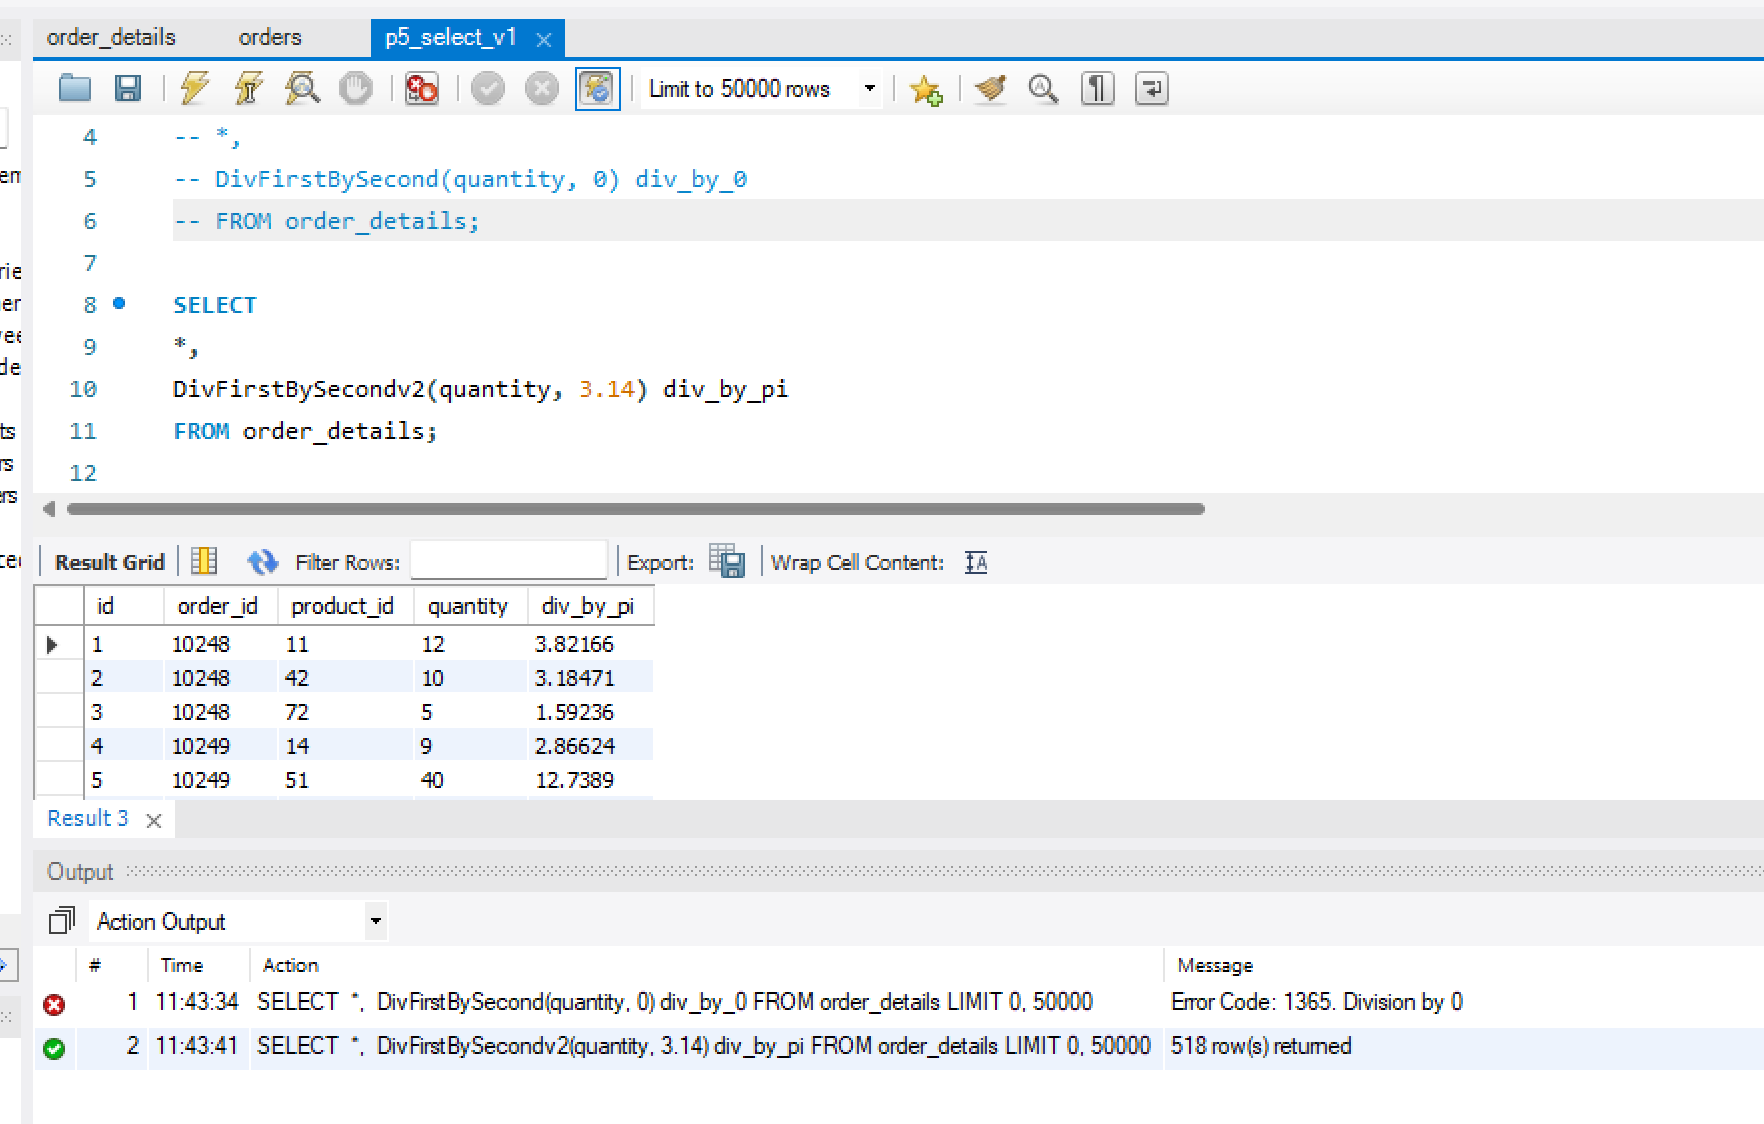 order_details orders p5_select_v1
Limit to 50000 rows
4 -- *,
5 -- DivFirstBySecond(quantity, 0) div_by_0
6 -- FROM order_details;
7
8 SELECT
9 *,
10 DivFirstBySecondv2(quantity, 3.14) div_by_pi
11 FROM order_details;
12
Result Grid Filter Rows: Export: Wrap Cell Content:
id order_id product_id quantity div_by_pi
1 10248 11 12 3.82166
2 10248 42 10 3.18471
3 10248 72 5 1.59236
4 10249 14 9 2.86624
5 10249 51 40 12.7389
Result 3
Output
Action Output
# Time Action Message
1 11:43:34 SELECT *, DivFirstBySecond(quantity, 0) div_by_0 FROM order_details LIMIT 0, 50000 Error Code: 1365. Division by 0
2 11:43:41 SELECT *, DivFirstBySecondv2(quantity, 3.14) div_by_pi FROM order_details LIMIT 0, 50000 518 row(s) returned